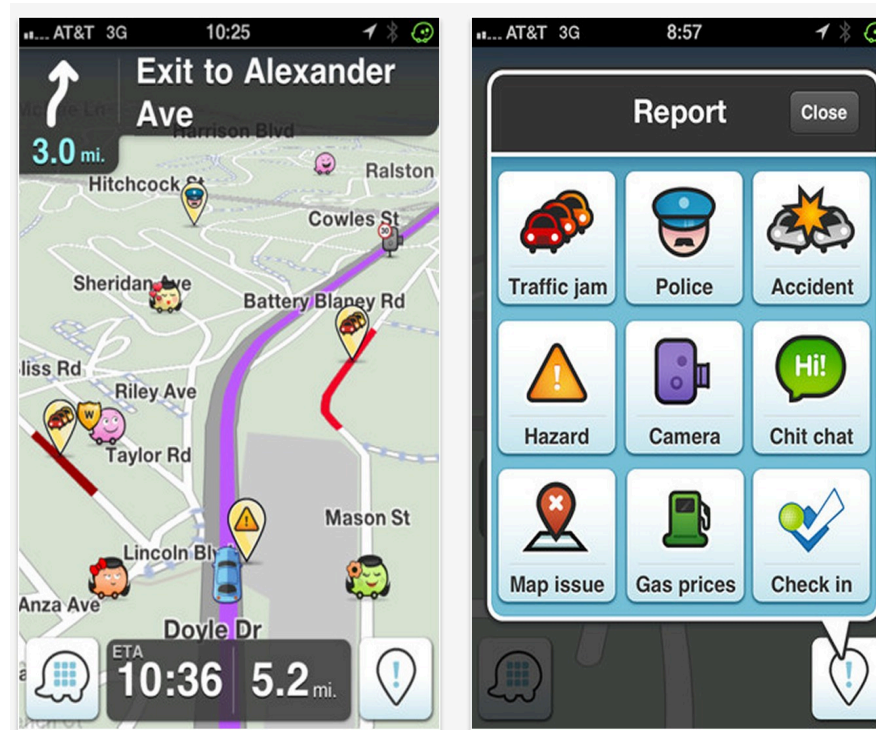 AT&T 3G 10:25
Exit to Alexander
Ave
3.0 mi.
Harrison Blvd
Ralston
Hitchcock St
Cowles St
30
Sheridan Ave
Battery Blaney Rd
liss Rd
Riley Ave
W
Taylor Rd
Mason St
Lincoln Bly
Anza Ave
Doyle Dr
ETA
10:36 5.2 mi.
AT&T 3G 8:57
Report
Close
Traffic jam
Police
Accident
Hazard
Camera
Hi!
Chit chat
Map issue
Gas prices
Check in